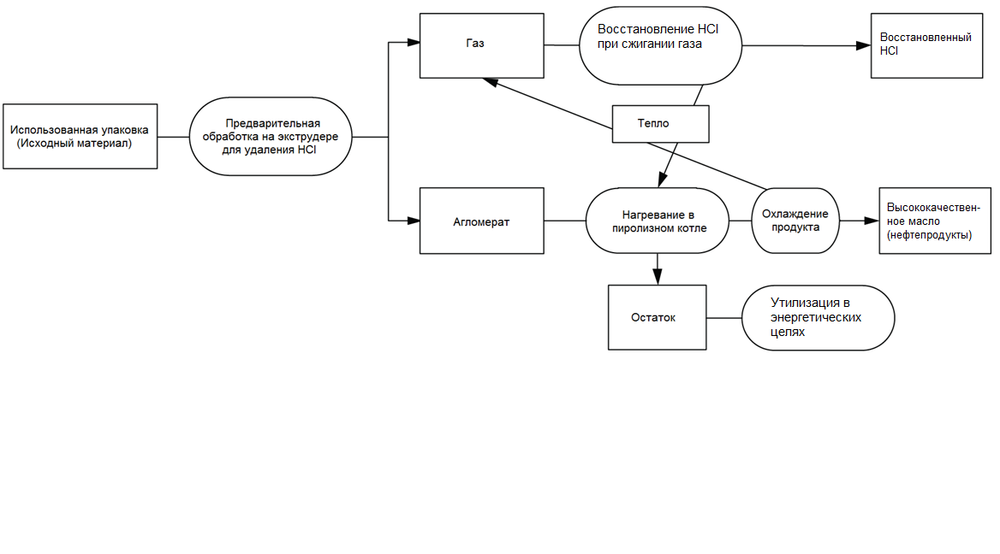 Газ
Восстановление HCl
при сжигании газа
Восстановленный
HCl
Использованная упаковка
(Исходный материал)
Предварительная
обработка на экструдере
для удаления HCl
Тепло
Агломерат
Нагревание в
пиролизном котле
Охлаждение
продукта
Высококачествен-
ное масло
(нефтепродукты)
Остаток
Утилизация в
энергетических
целях